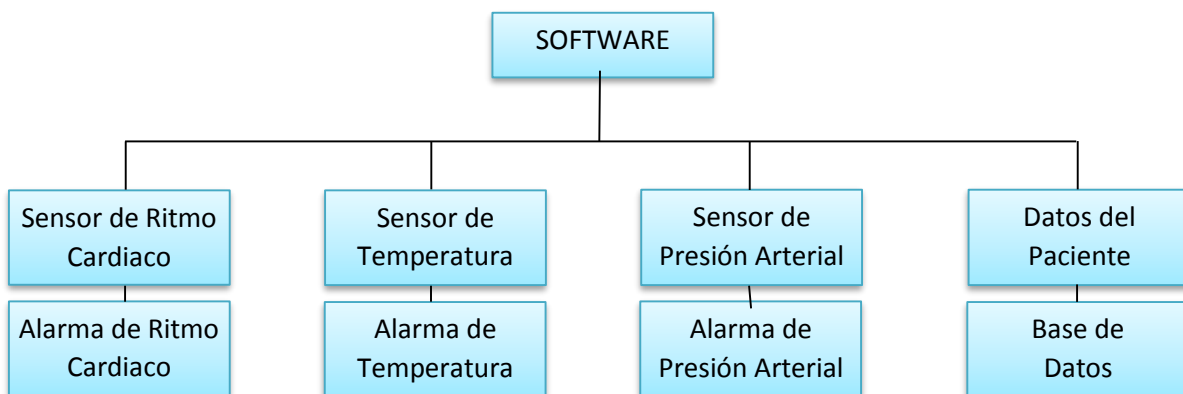 SOFTWARE
Sensor de Ritmo
Cardiaco
Sensor de
Temperatura
Sensor de
Presión Arterial
Datos del
Paciente
Alarma de Ritmo
Cardiaco
Alarma de
Temperatura
Alarma de
Presión Arterial
Base de
Datos